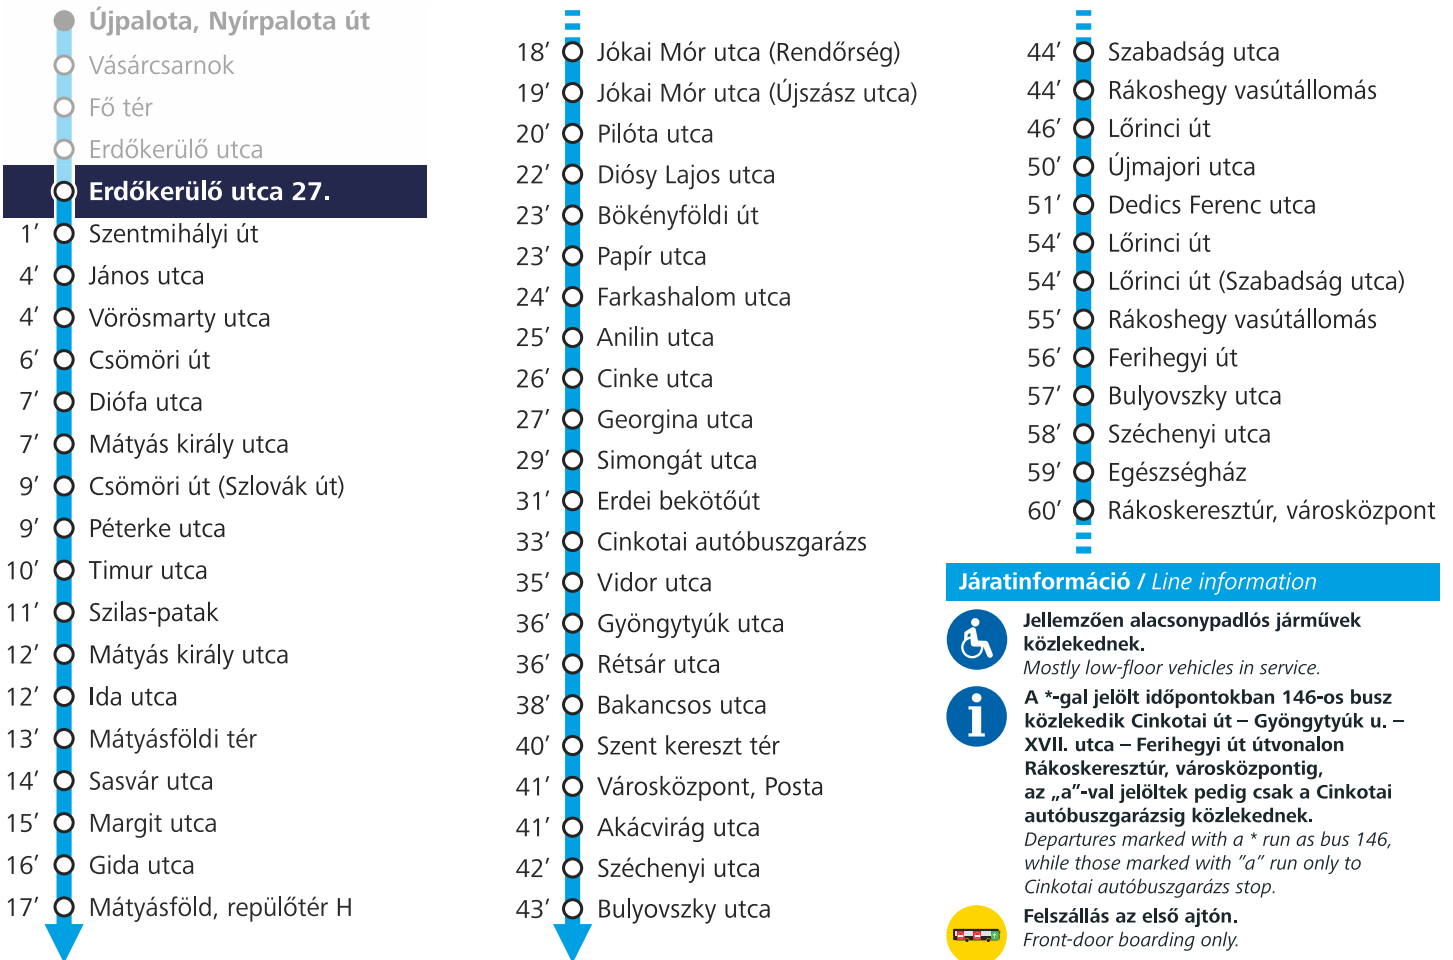 Újpalota, Nyírpalota út
Vásárcsarnok
Fő tér
Erdőkerülő utca
Erdőkerülő utca 27.
1’ Szentmihályi út
4’ János utca
4’ Vörösmarty utca
6’ Csömöri út
7’ Diófa utca
7’ Mátyás király utca
9’ Csömöri út (Szlovák út)
9’ Péterke utca
10’ Timur utca
11’ Szilas-patak
12’ Mátyás király utca
12’ Ida utca
13’ Mátyásföldi tér
14’ Sasvár utca
15’ Margit utca
16’ Gida utca
17’ Mátyásföld, repülőtér H
18’ Jókai Mór utca (Rendőrség)
19’ Jókai Mór utca (Újszász utca)
20’ Pilóta utca
22’ Diósy Lajos utca
23’ Bökényföldi út
23’ Papír utca
24’ Farkashalom utca
25’ Anilin utca
26’ Cinke utca
27’ Georgina utca
29’ Simongát utca
31’ Erdei bekötőút
33’ Cinkotai autóbuszgarázs
35’ Vidor utca
36’ Gyöngytyúk utca
36’ Rétsár utca
38’ Bakancsos utca
40’ Szent kereszt tér
41’ Városközpont, Posta
41’ Akácvirág utca
42’ Széchenyi utca
43’ Bulyovszky utca
44’ Szabadság utca
44’ Rákoshegy vasútállomás
46’ Lőrinci út
50’ Újmajori utca
51’ Dedics Ferenc utca
54’ Lőrinci út
54’ Lőrinci út (Szabadság utca)
55’ Rákoshegy vasútállomás
56’ Ferihegyi út
57’ Bulyovszky utca
58’ Széchenyi utca
59’ Egészségház
60’ Rákoskeresztúr, városközpont
Járatinformáció / Line information
Jellemzően alacsonypadlós járművek
közlekednek.
Mostly low-floor vehicles in service.
A *-gal jelölt időpontokban 146-os busz
közlekedik Cinkotai út – Gyöngytyúk u. –
XVII. utca – Ferihegyi út útvonalon
Rákoskeresztúr, városközpontig,
az „a”-val jelöltek pedig csak a Cinkotai
autóbuszgarázsig közlekednek.
Departures marked with a * run as bus 146,
while those marked with ”a” run only to
Cinkotai autóbuszgarázs stop.
Felszállás az első ajtón.
Front-door boarding only.